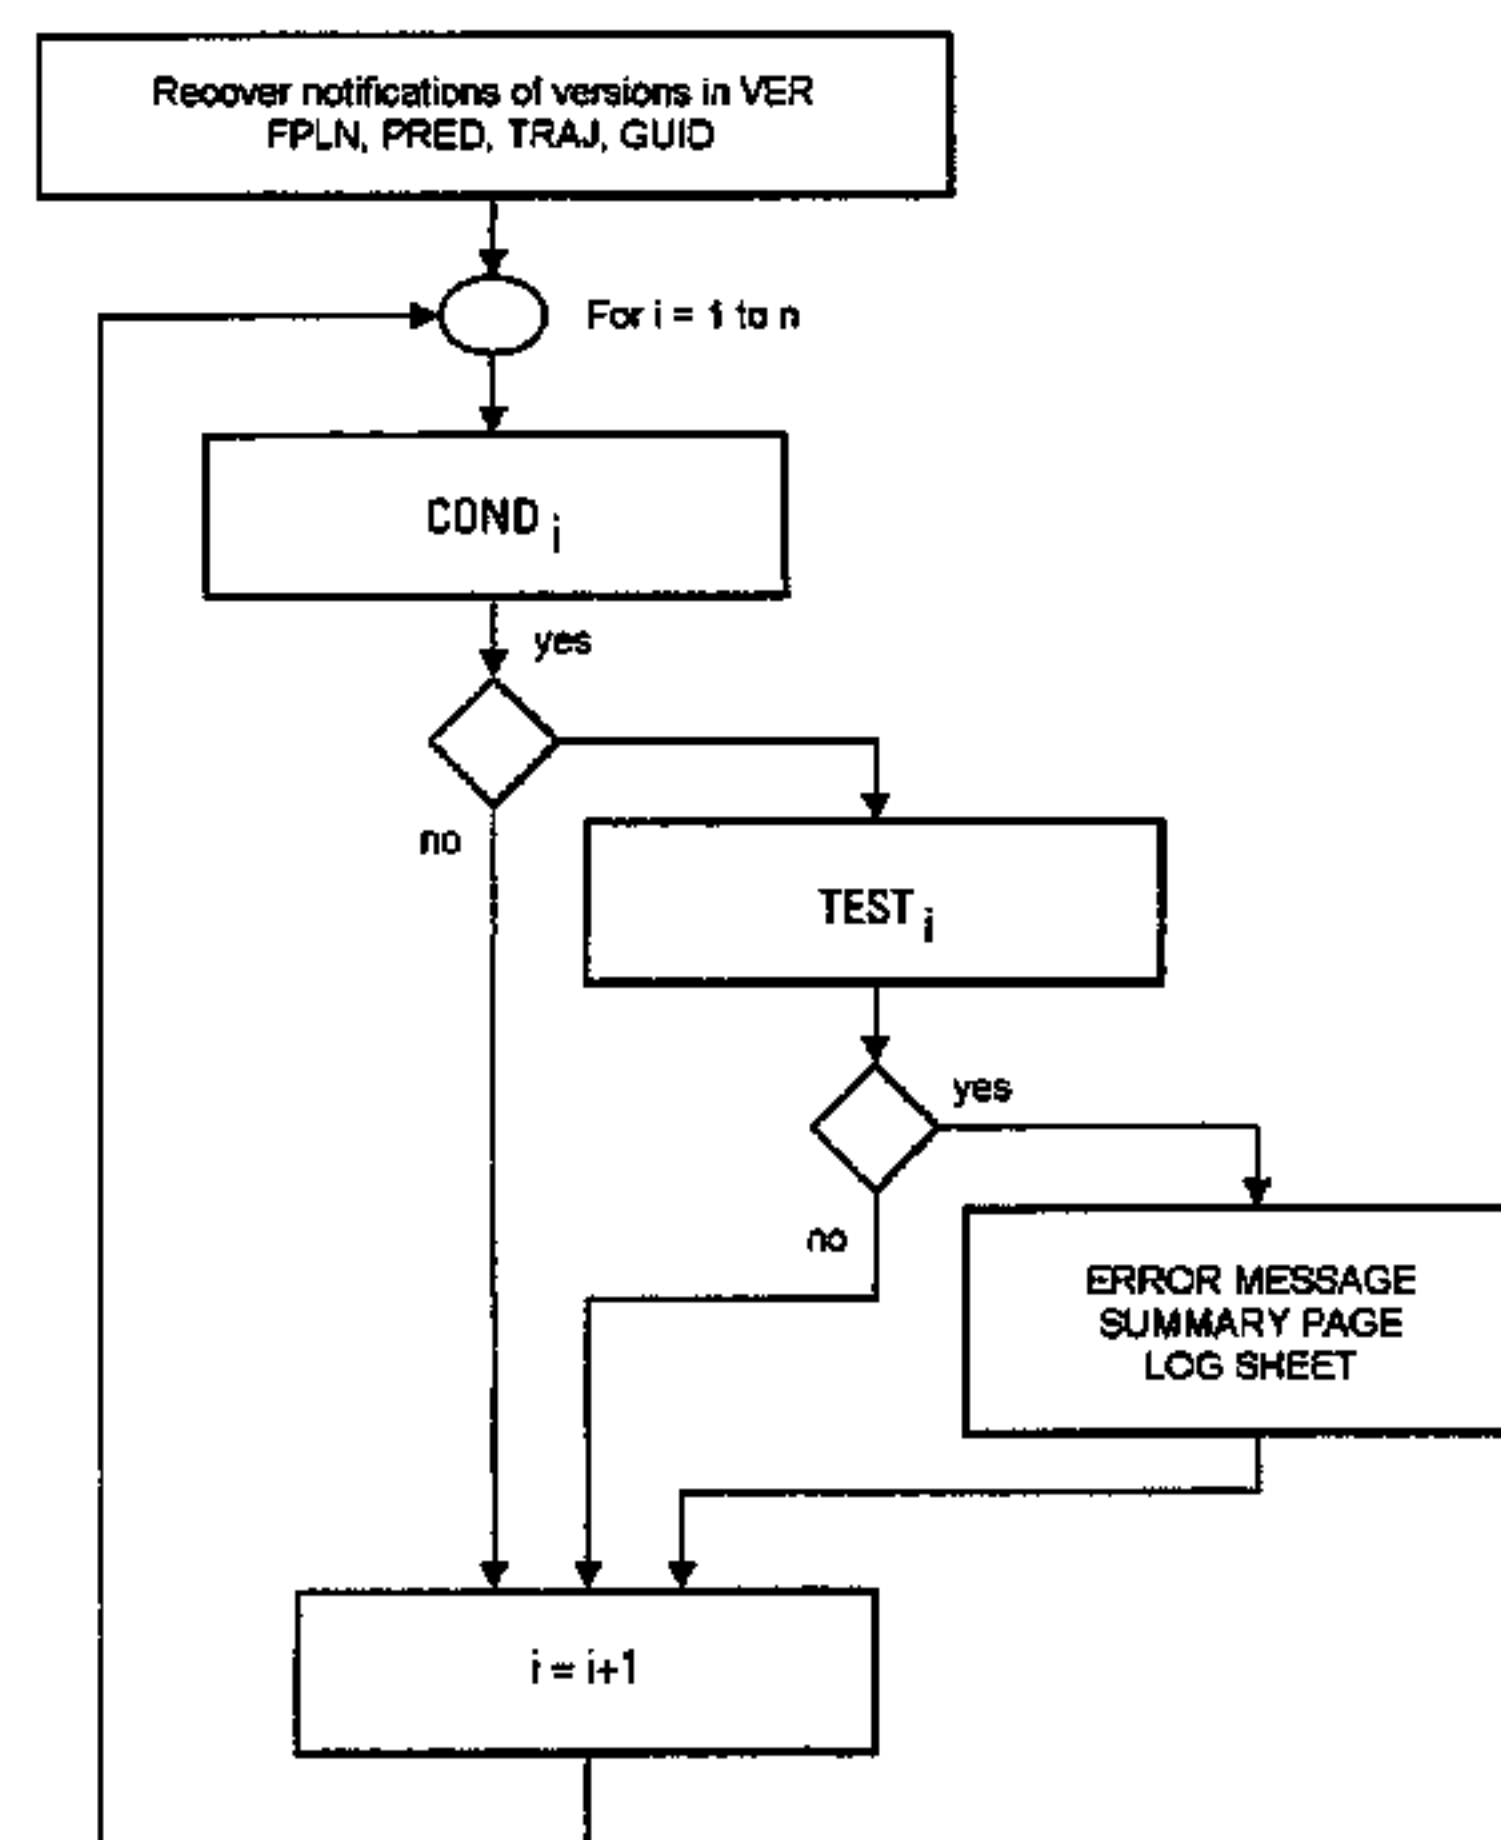 Recover notifications of versions in VER
FPLN, PRED, TRAJ, GUID
For i = 1 to n
COND i
yes
no
TEST i
yes
no
ERROR MESSAGE
SUMMARY PAGE
LOG SHEET
i = i+1